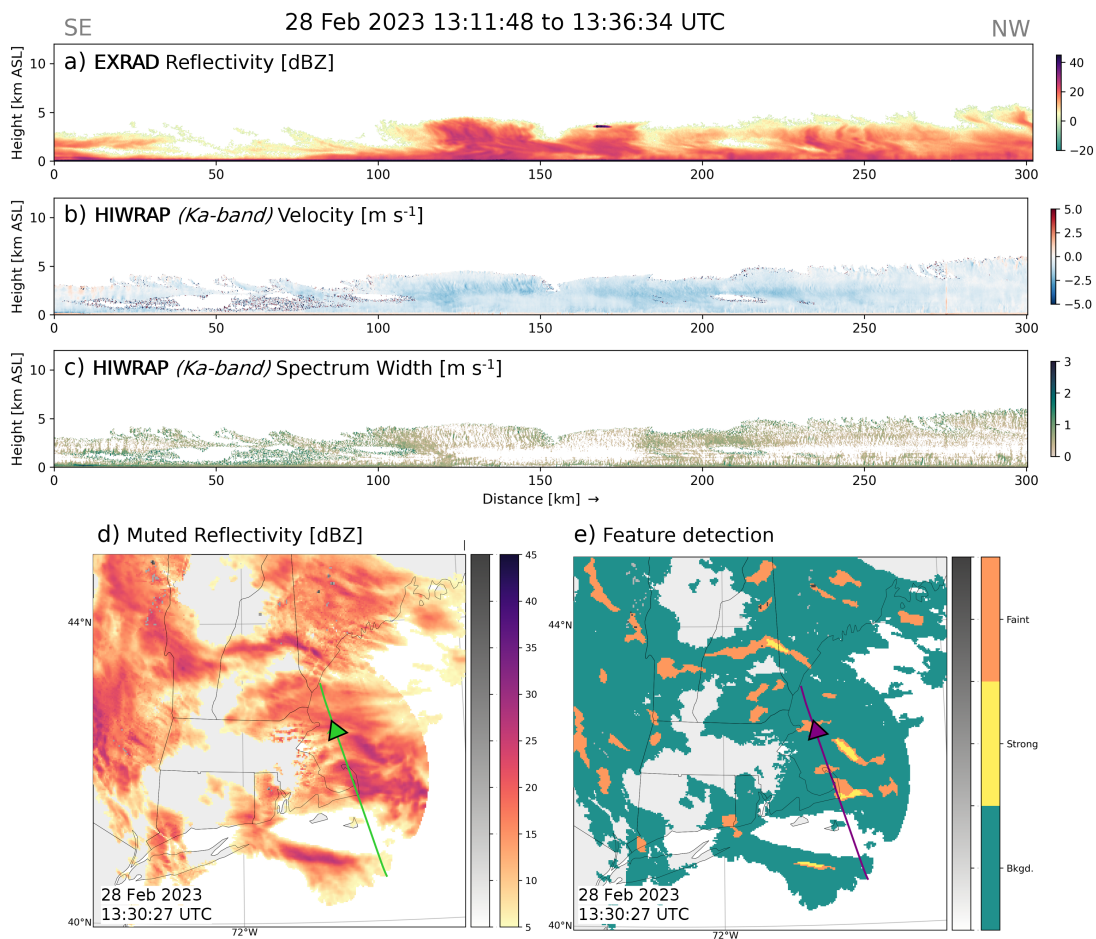 SE
28 Feb 2023 13:11:48 to 13:36:34 UTC
NW
a) EXRAD Reflectivity [dBZ]
Height [km ASL]
10
5
0
0 50 100 150 200 250 300
40
20
0
−20
b) HIWRAP (Ka-band) Velocity [m s-1]
Height [km ASL]
10
5
0
0 50 100 150 200 250 300
5.0
2.5
0.0
−2.5
−5.0
c) HIWRAP (Ka-band) Spectrum Width [m s-1]
Height [km ASL]
10
5
0
0 50 100 150 200 250 300
3
2
1
0
Distance [km] →
d) Muted Reflectivity [dBZ]
44°N
40°N
72°W
28 Feb 2023
13:30:27 UTC
45
40
35
30
25
20
15
10
5
e) Feature detection
44°N
40°N
72°W
28 Feb 2023
13:30:27 UTC
Faint
Strong
Bkgd.